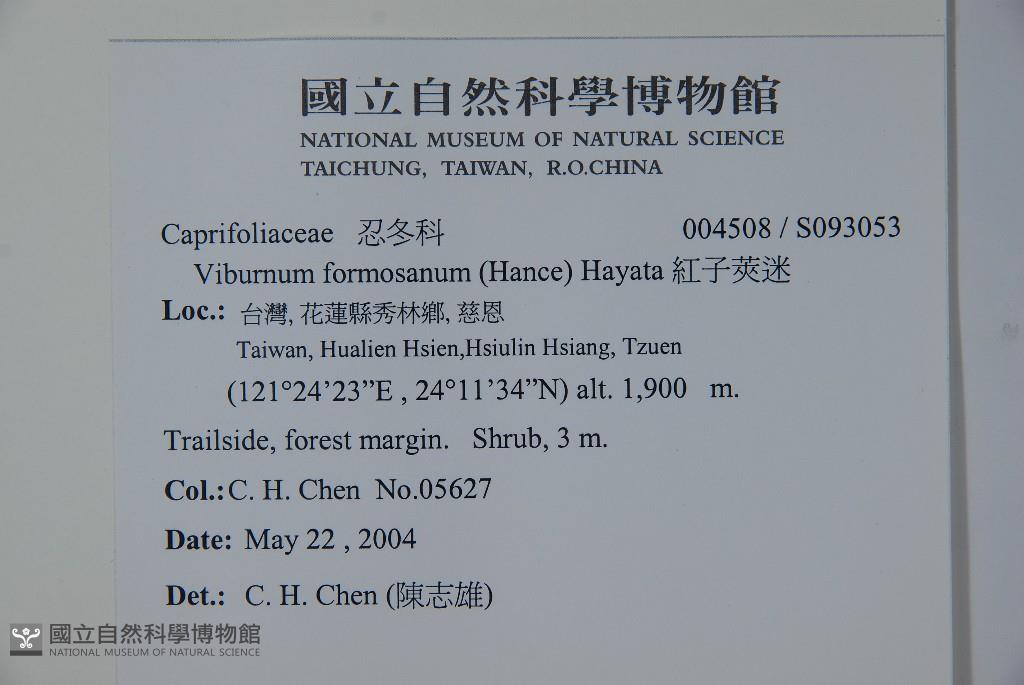 國立自然科學博物館
NATIONAL MUSEUM OF NATURAL SCIENCE
TAICHUNG, TAIWAN, R.O.CHINA
Caprifoliaceae 忍冬科 004508 / S093053
Viburnum formosanum (Hance) Hayata 紅子莢迷
Loc.: 台灣, 花蓮縣秀林鄉, 慈恩
Taiwan, Hualien Hsien,Hsiulin Hsiang, Tzuen
(121°24’23”E , 24°11’34”N) alt. 1,900 m.
Trailside, forest margin. Shrub, 3 m.
Col.: C. H. Chen No.05627
Date: May 22 , 2004
Det.: C. H. Chen (陳志雄)
國立自然科學博物館
NATIONAL MUSEUM OF NATURAL SCIENCE